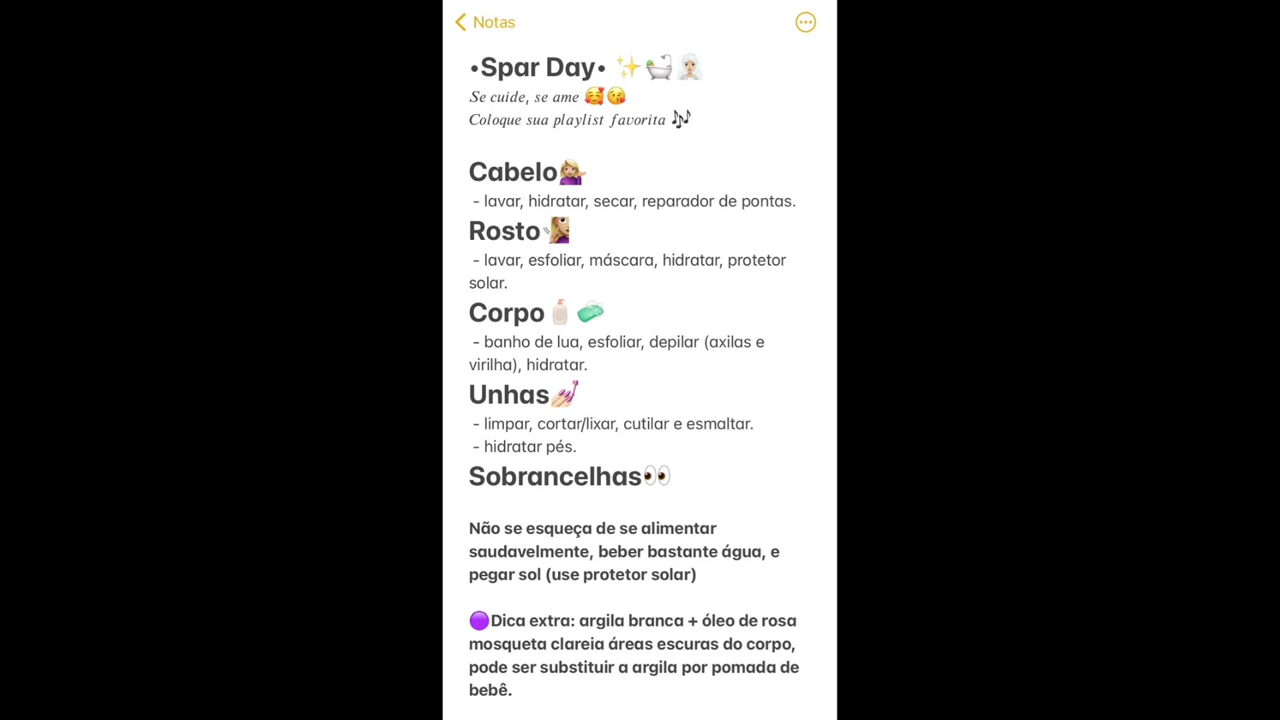 Notas
•Spar Day• ✨🛁👰🏻
Se cuide, se ame 🥰😘
Coloque sua playlist favorita 🎶
Cabelo💁🏼‍♀️
- lavar, hidratar, secar, reparador de pontas.
Rosto💆🏼‍♀️
- lavar, esfoliar, máscara, hidratar, protetor
solar.
Corpo🧴🧼
- banho de lua, esfoliar, depilar (axilas e
virilha), hidratar.
Unhas💅🏻
- limpar, cortar/lixar, cutilar e esmaltar.
- hidratar pés.
Sobrancelhas👀
Não se esqueça de se alimentar
saudavelmente, beber bastante água, e
pegar sol (use protetor solar)
🟣Dica extra: argila branca + óleo de rosa
mosqueta clareia áreas escuras do corpo,
pode ser substituir a argila por pomada de
bebê.